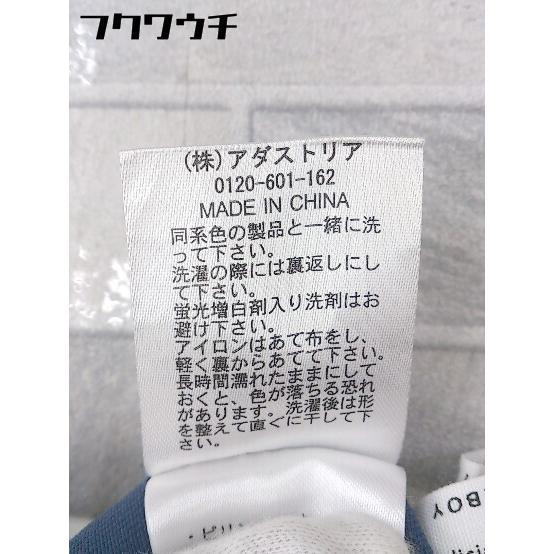 フクワウチ
(株)アダストリア
0120-601-162
MADE IN CHINA
同系色の製品と一緒に洗
って下さい。
洗濯の際には裏返しにし
て下さい。
蛍光増白剤入り洗剤はお
避け下さい。
アイロンはあて布をし、
軽く裏からあてて下さい。
長時間濡れたままにして
おくと、色が落ちる恐れ
があります。洗濯後は形
を整えて直ぐに干して下
さい。
BOY